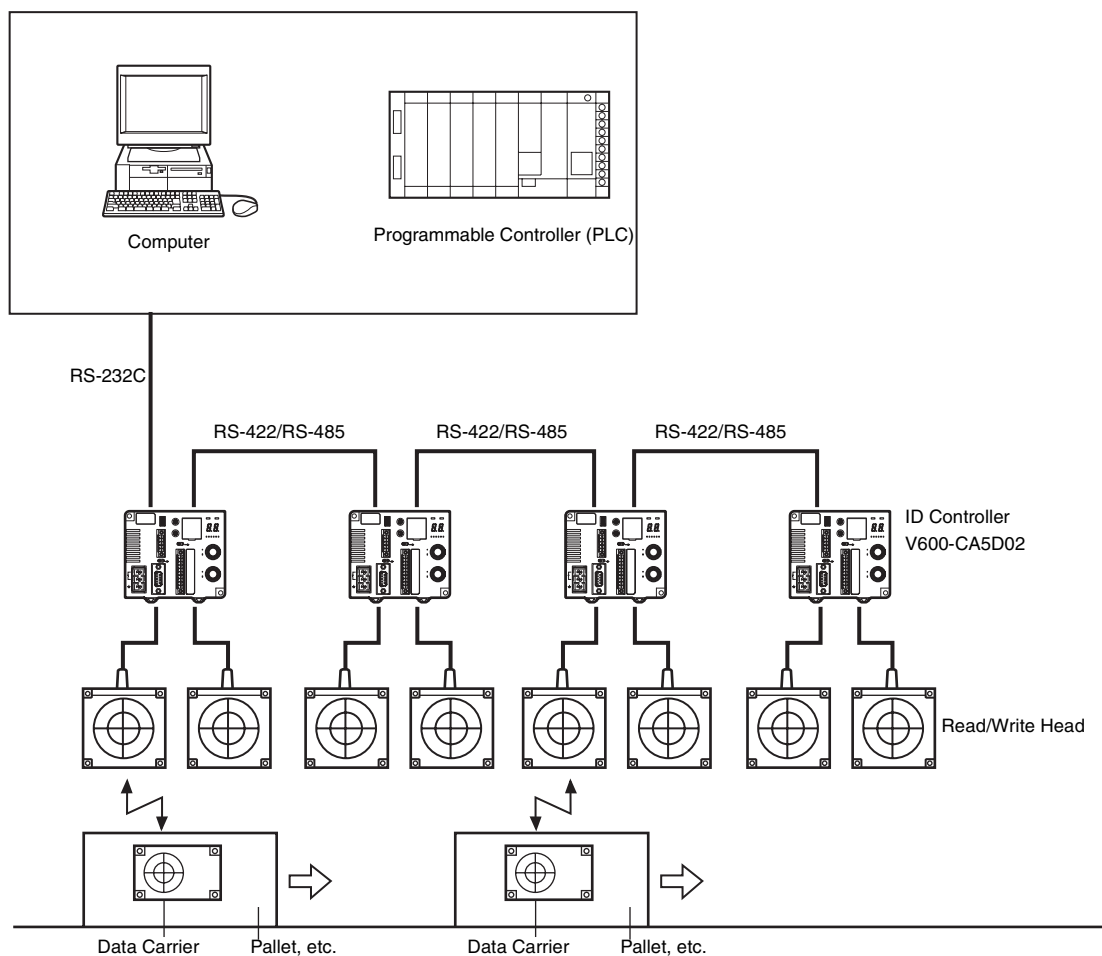 Computer
Programmable Controller (PLC)
RS-232C
RS-422/RS-485
RS-422/RS-485
RS-422/RS-485
ID Controller
V600-CA5D02
Read/Write Head
Data Carrier
Pallet, etc.
Data Carrier
Pallet, etc.